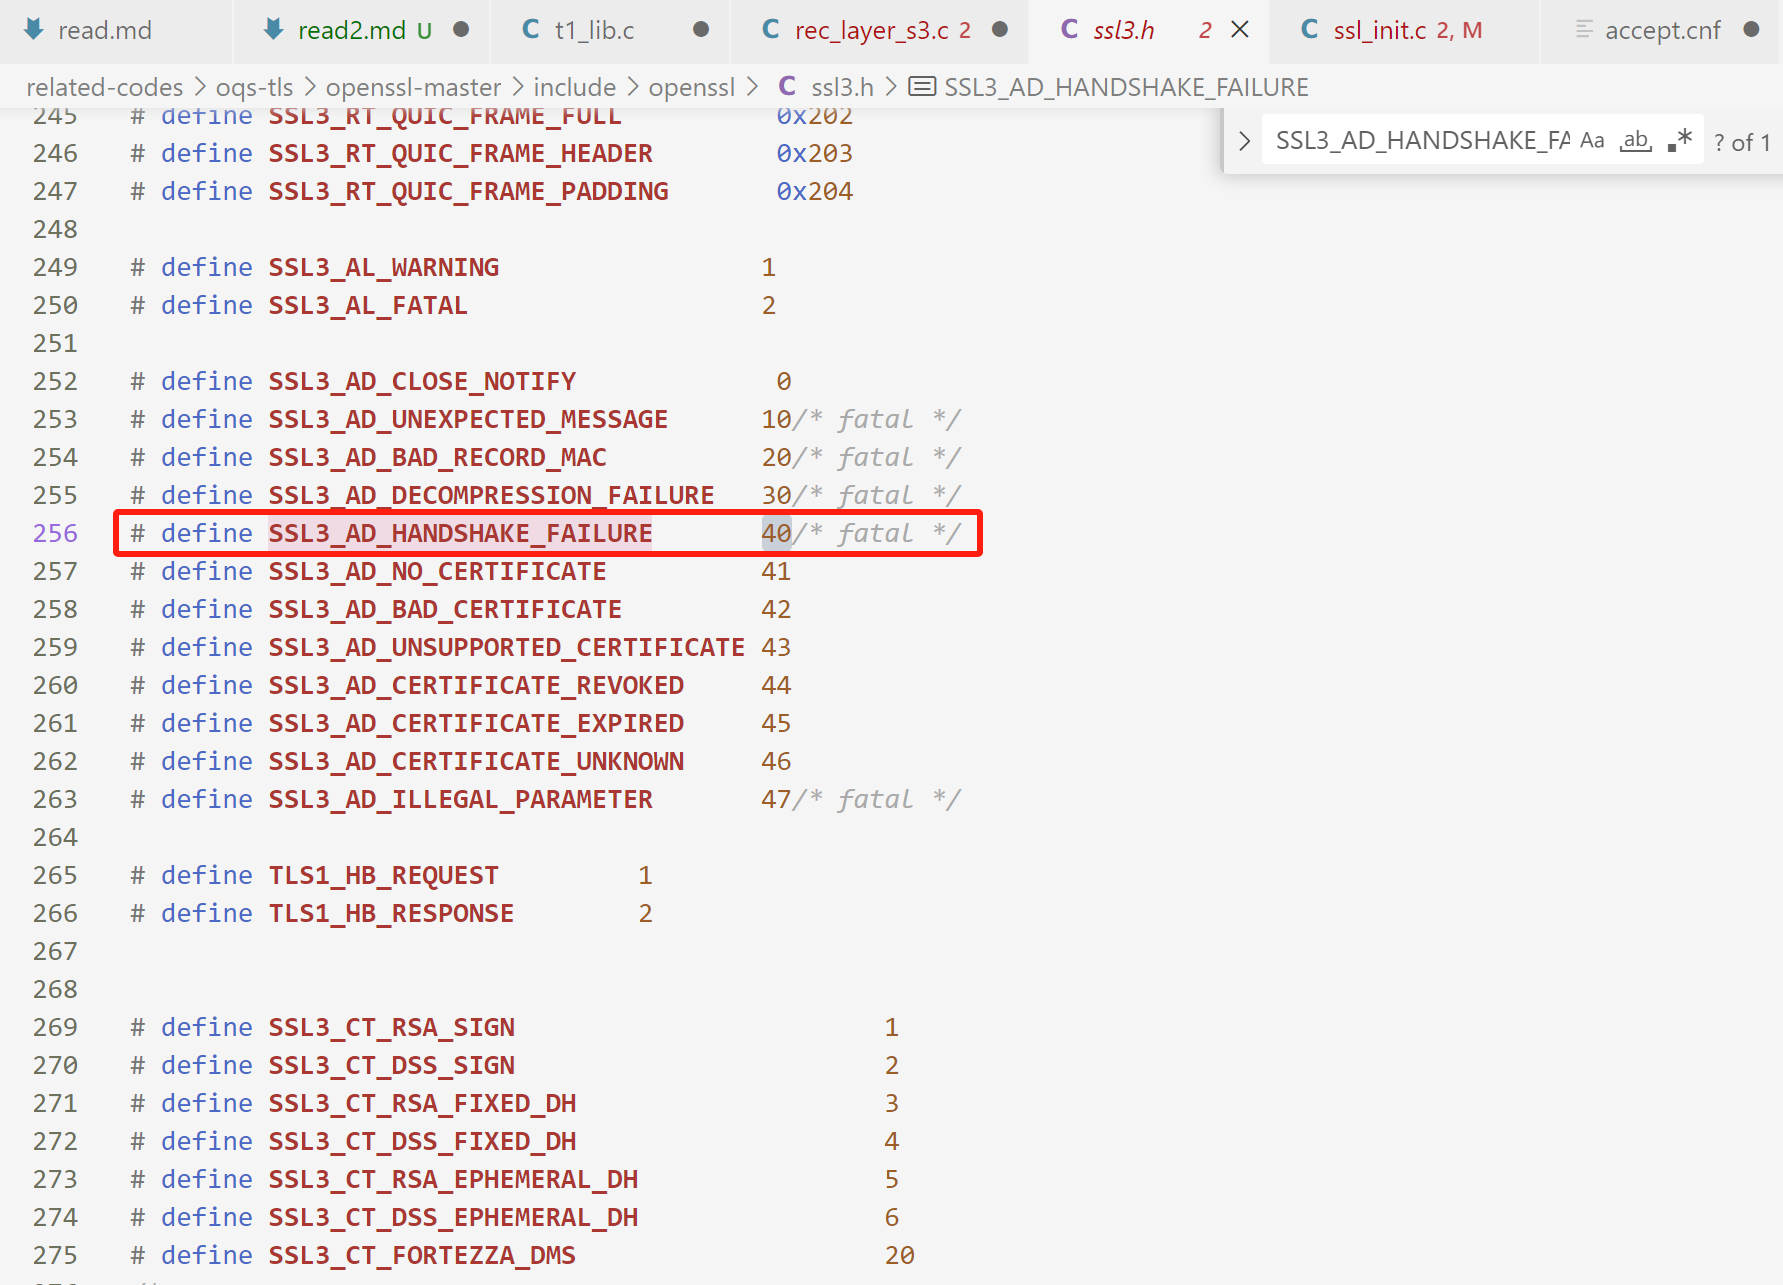 read.md read2.md U t1_lib.c rec_layer_s3.c 2 ssl3.h 2 ssl_init.c 2, M accept.cnf
related-codes > oqs-tls > openssl-master > include > openssl > C ssl3.h > SSL3_AD_HANDSHAKE_FAILURE
SSL3_AD_HANDSHAKE_FA Aa ab .* ? of 1
245 # define SSL3_RT_QUIC_FRAME_FULL 0x202
246 # define SSL3_RT_QUIC_FRAME_HEADER 0x203
247 # define SSL3_RT_QUIC_FRAME_PADDING 0x204
248
249 # define SSL3_AL_WARNING 1
250 # define SSL3_AL_FATAL 2
251
252 # define SSL3_AD_CLOSE_NOTIFY 0
253 # define SSL3_AD_UNEXPECTED_MESSAGE 10/* fatal */
254 # define SSL3_AD_BAD_RECORD_MAC 20/* fatal */
255 # define SSL3_AD_DECOMPRESSION_FAILURE 30/* fatal */
256 # define SSL3_AD_HANDSHAKE_FAILURE 40/* fatal */
257 # define SSL3_AD_NO_CERTIFICATE 41
258 # define SSL3_AD_BAD_CERTIFICATE 42
259 # define SSL3_AD_UNSUPPORTED_CERTIFICATE 43
260 # define SSL3_AD_CERTIFICATE_REVOKED 44
261 # define SSL3_AD_CERTIFICATE_EXPIRED 45
262 # define SSL3_AD_CERTIFICATE_UNKNOWN 46
263 # define SSL3_AD_ILLEGAL_PARAMETER 47/* fatal */
264
265 # define TLS1_HB_REQUEST 1
266 # define TLS1_HB_RESPONSE 2
267
268
269 # define SSL3_CT_RSA_SIGN 1
270 # define SSL3_CT_DSS_SIGN 2
271 # define SSL3_CT_RSA_FIXED_DH 3
272 # define SSL3_CT_DSS_FIXED_DH 4
273 # define SSL3_CT_RSA_EPHEMERAL_DH 5
274 # define SSL3_CT_DSS_EPHEMERAL_DH 6
275 # define SSL3_CT_FORTEZZA_DMS 20